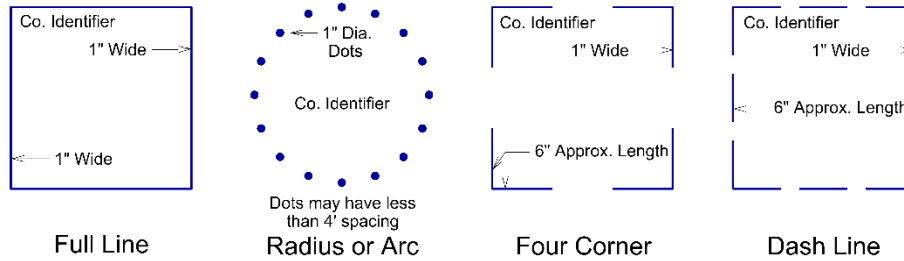 Co. Identifier
1" Wide
1" Wide
Full Line
1" Dia.
Dots
Co. Identifier
Dots may have less
than 4' spacing
Radius or Arc
Co. Identifier
1" Wide
6" Approx. Length
Four Corner
Co. Identifier
1" Wide
6" Approx. Length
Dash Line